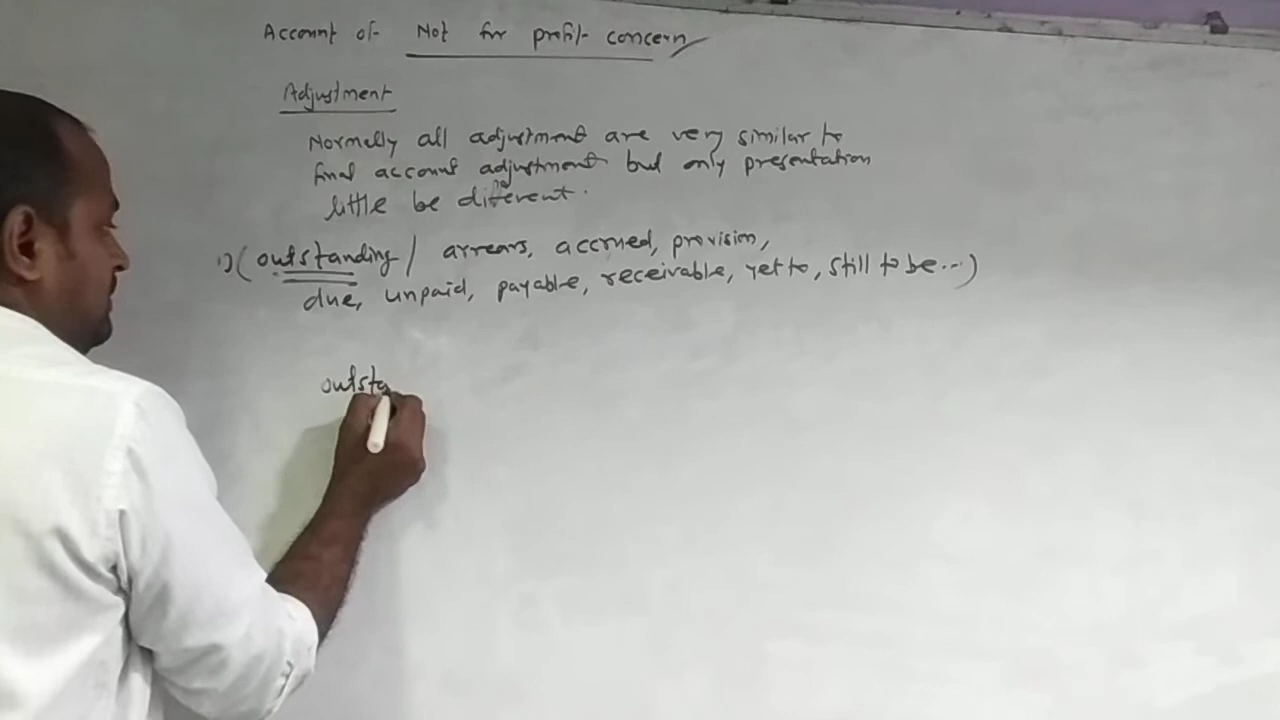 Account of Not for profit concern
Adjustment
Normally all adjustment are very similar to
final account adjustment but only presentation
little be different.
1) (outstanding / arrears, accrued, provision,
due, unpaid, payable, receivable, yet to, still to be...)
outsta